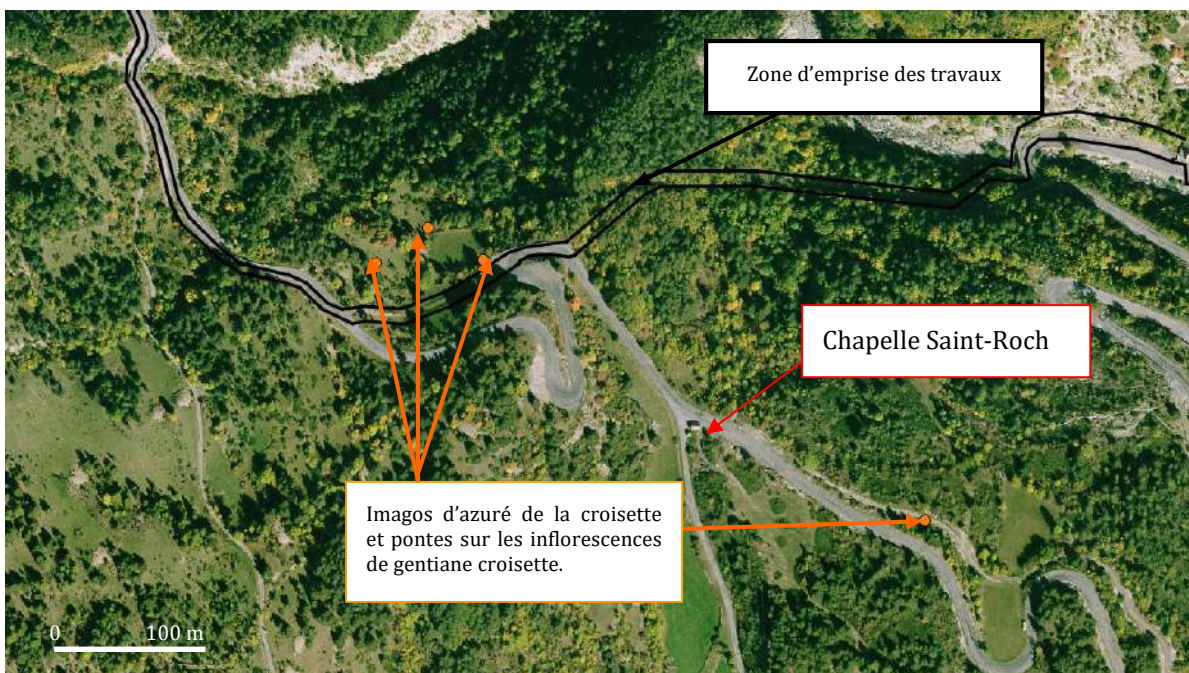 Zone d'emprise des travaux
Chapelle Saint-Roch
Imagos d'azuré de la croisette
et pontes sur les inflorescences
de gentiane croisette.
0 100 m